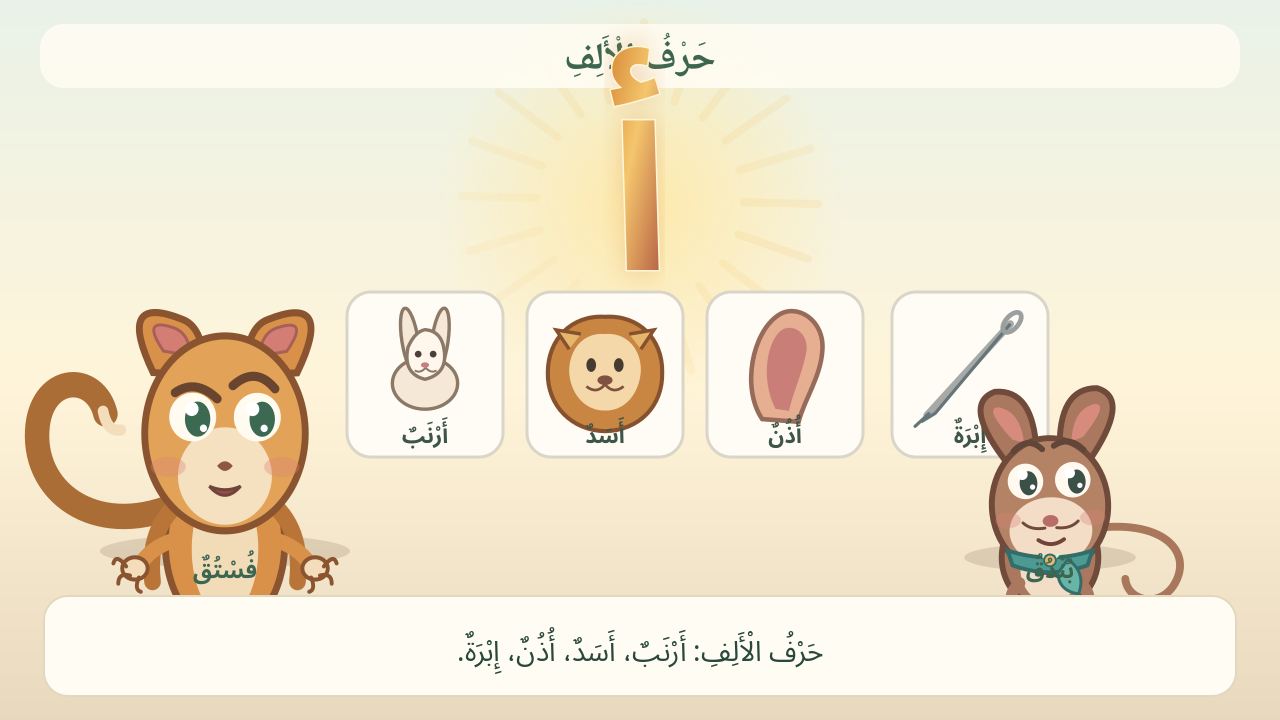 حَرْفُ الْأَلِفِ
أ
أَرْنَبٌ
أَسَدٌ
أُذُنٌ
إِبْرَةٌ
فُسْتُقٌ
بُنْدُقٌ
حَرْفُ الْأَلِفِ: أَرْنَبٌ، أَسَدٌ، أُذُنٌ، إِبْرَةٌ.